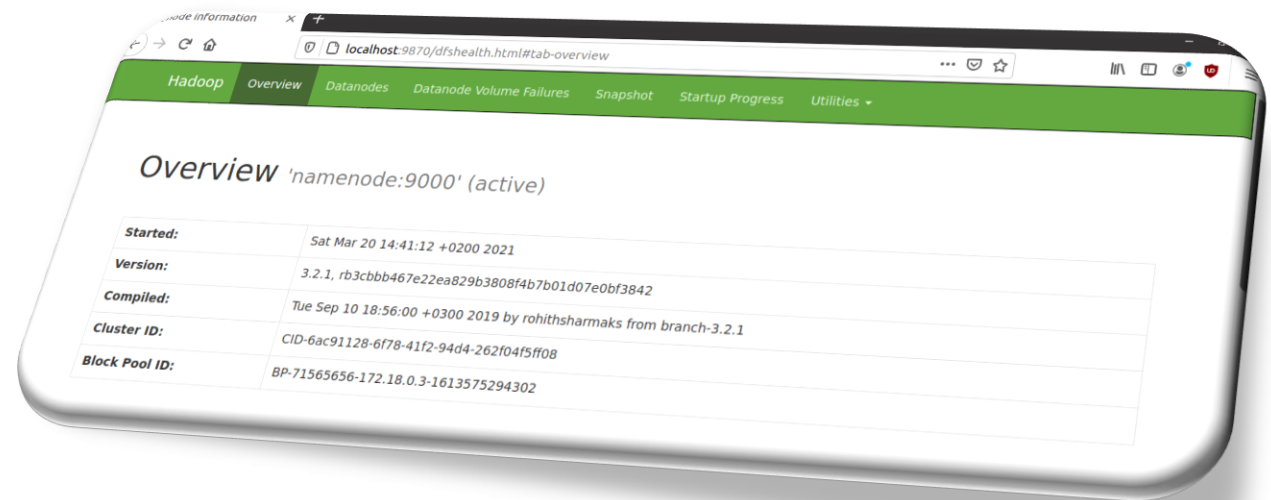 ode information × +
localhost:9870/dfshealth.html#tab-overview
Hadoop Overview Datanodes Datanode Volume Failures Snapshot Startup Progress Utilities
Overview 'namenode:9000' (active)
Started: Sat Mar 20 14:41:12 +0200 2021
Version: 3.2.1, rb3cbbb467e22ea829b3808f4b7b01d07e0bf3842
Compiled: Tue Sep 10 18:56:00 +0300 2019 by rohithsharmaks from branch-3.2.1
Cluster ID: CID-6ac91128-6f78-41f2-94d4-262f04f5ff08
Block Pool ID: BP-71565656-172.18.0.3-1613575294302